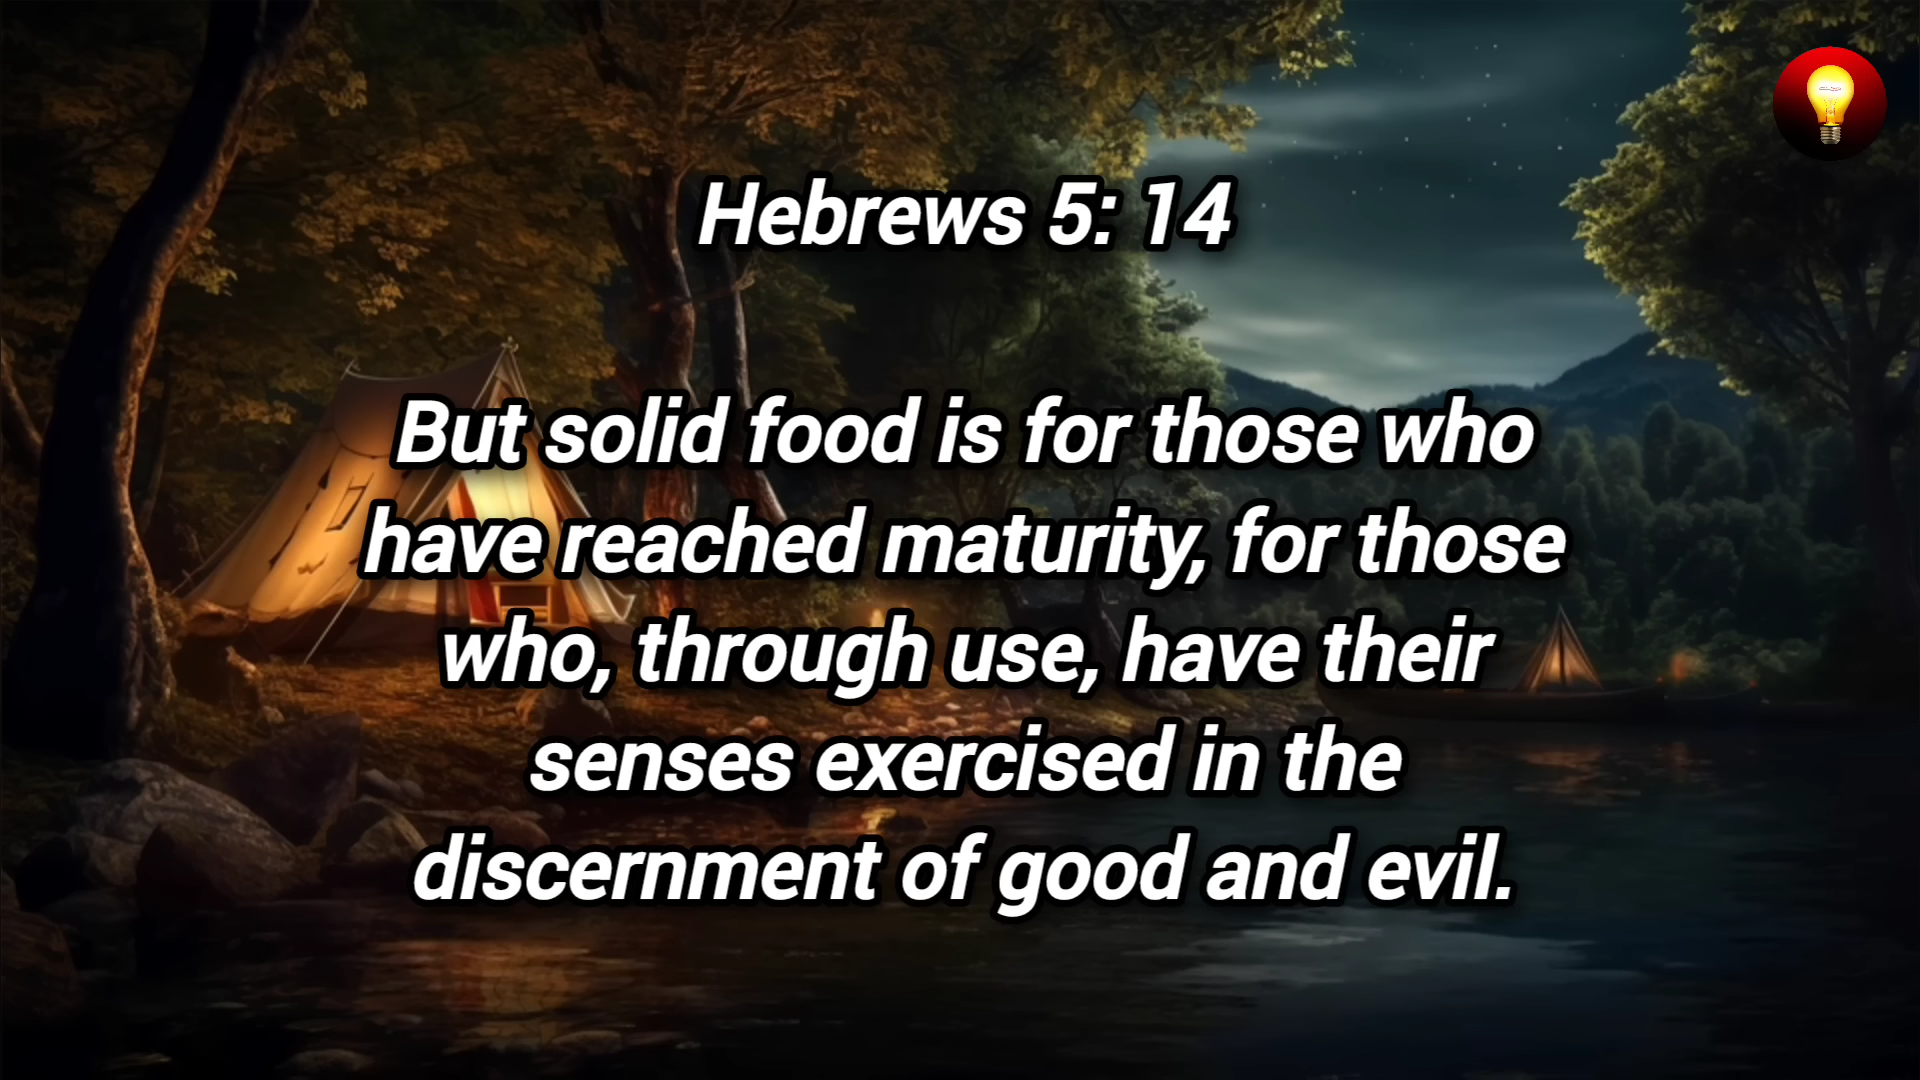 Hebrews 5: 14
But solid food is for those who
have reached maturity, for those
who, through use, have their
senses exercised in the
discernment of good and evil.